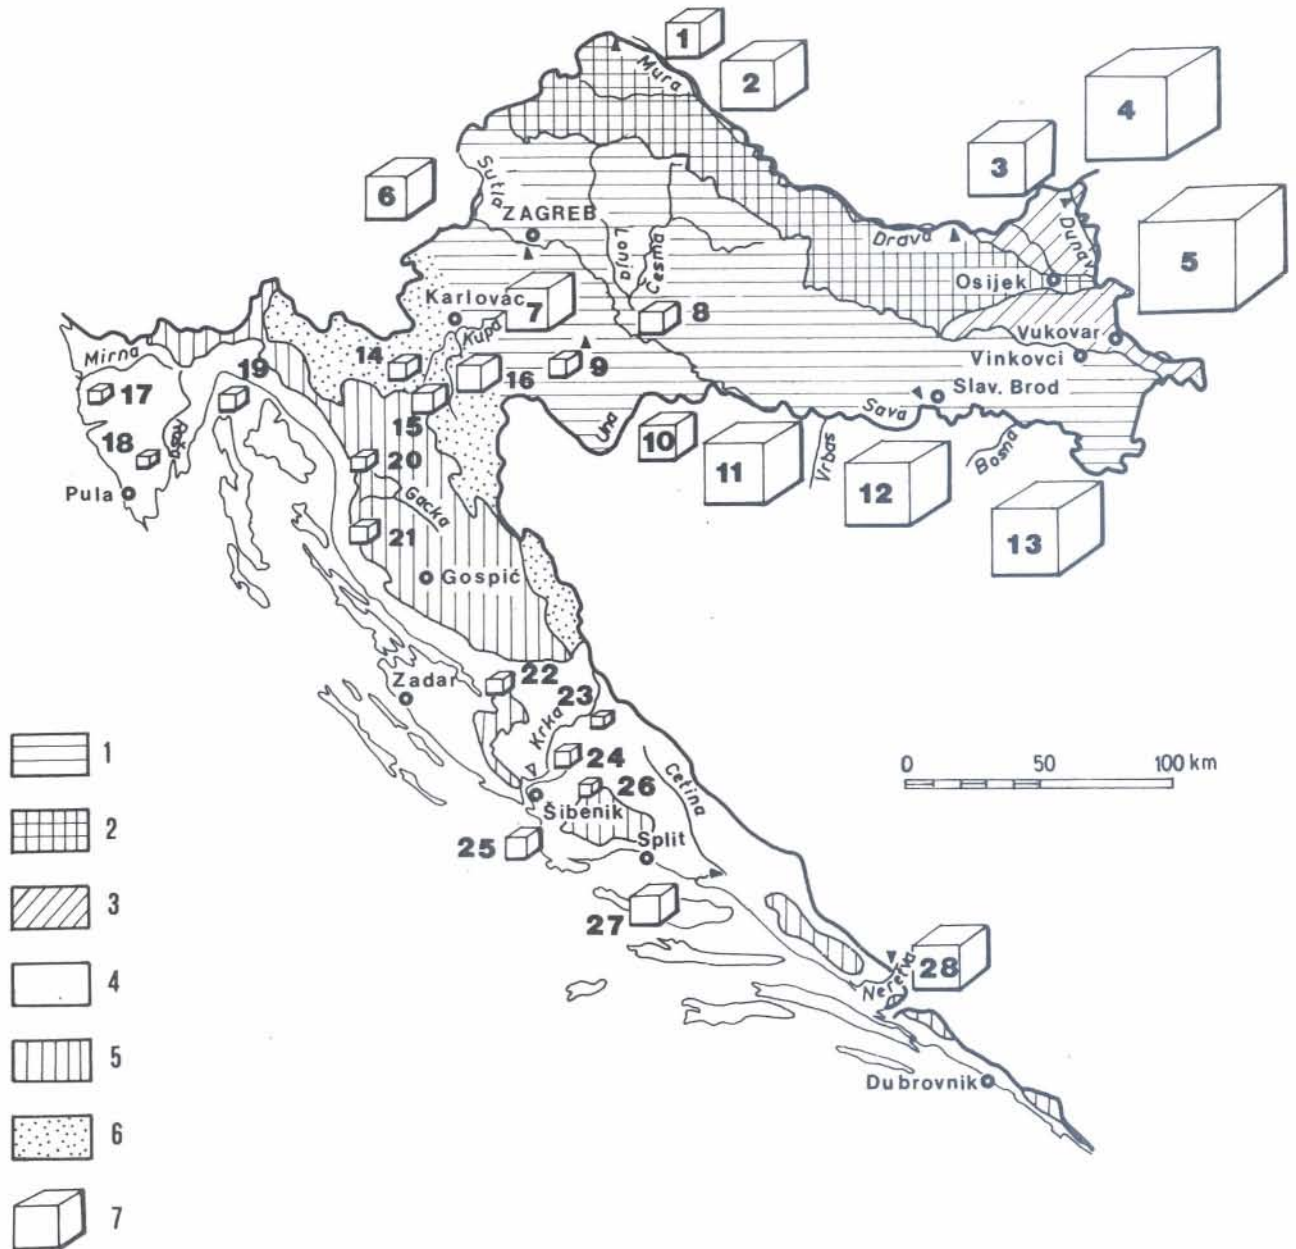 1
Mura
2
4
3
6
Sutla
ZAGREB
Lonja
Česma
Drava
Dunav
5
Osijek
Karlovac
7
8
Kupa
Vukovar
Vinkovci
Mirna
19
14
16
9
17
15
Una
Slav. Brod
Sava
18
Raša
10
11
Vrbas
12
Bosna
20
Pula
Gacka
13
21
Gospić
22
Zadar
23
Krka
24
Cetina
0 50 100 km
1
26
Šibenik
2
25
Split
3
27
28
Neretva
4
5
Dubrovnik
6
7